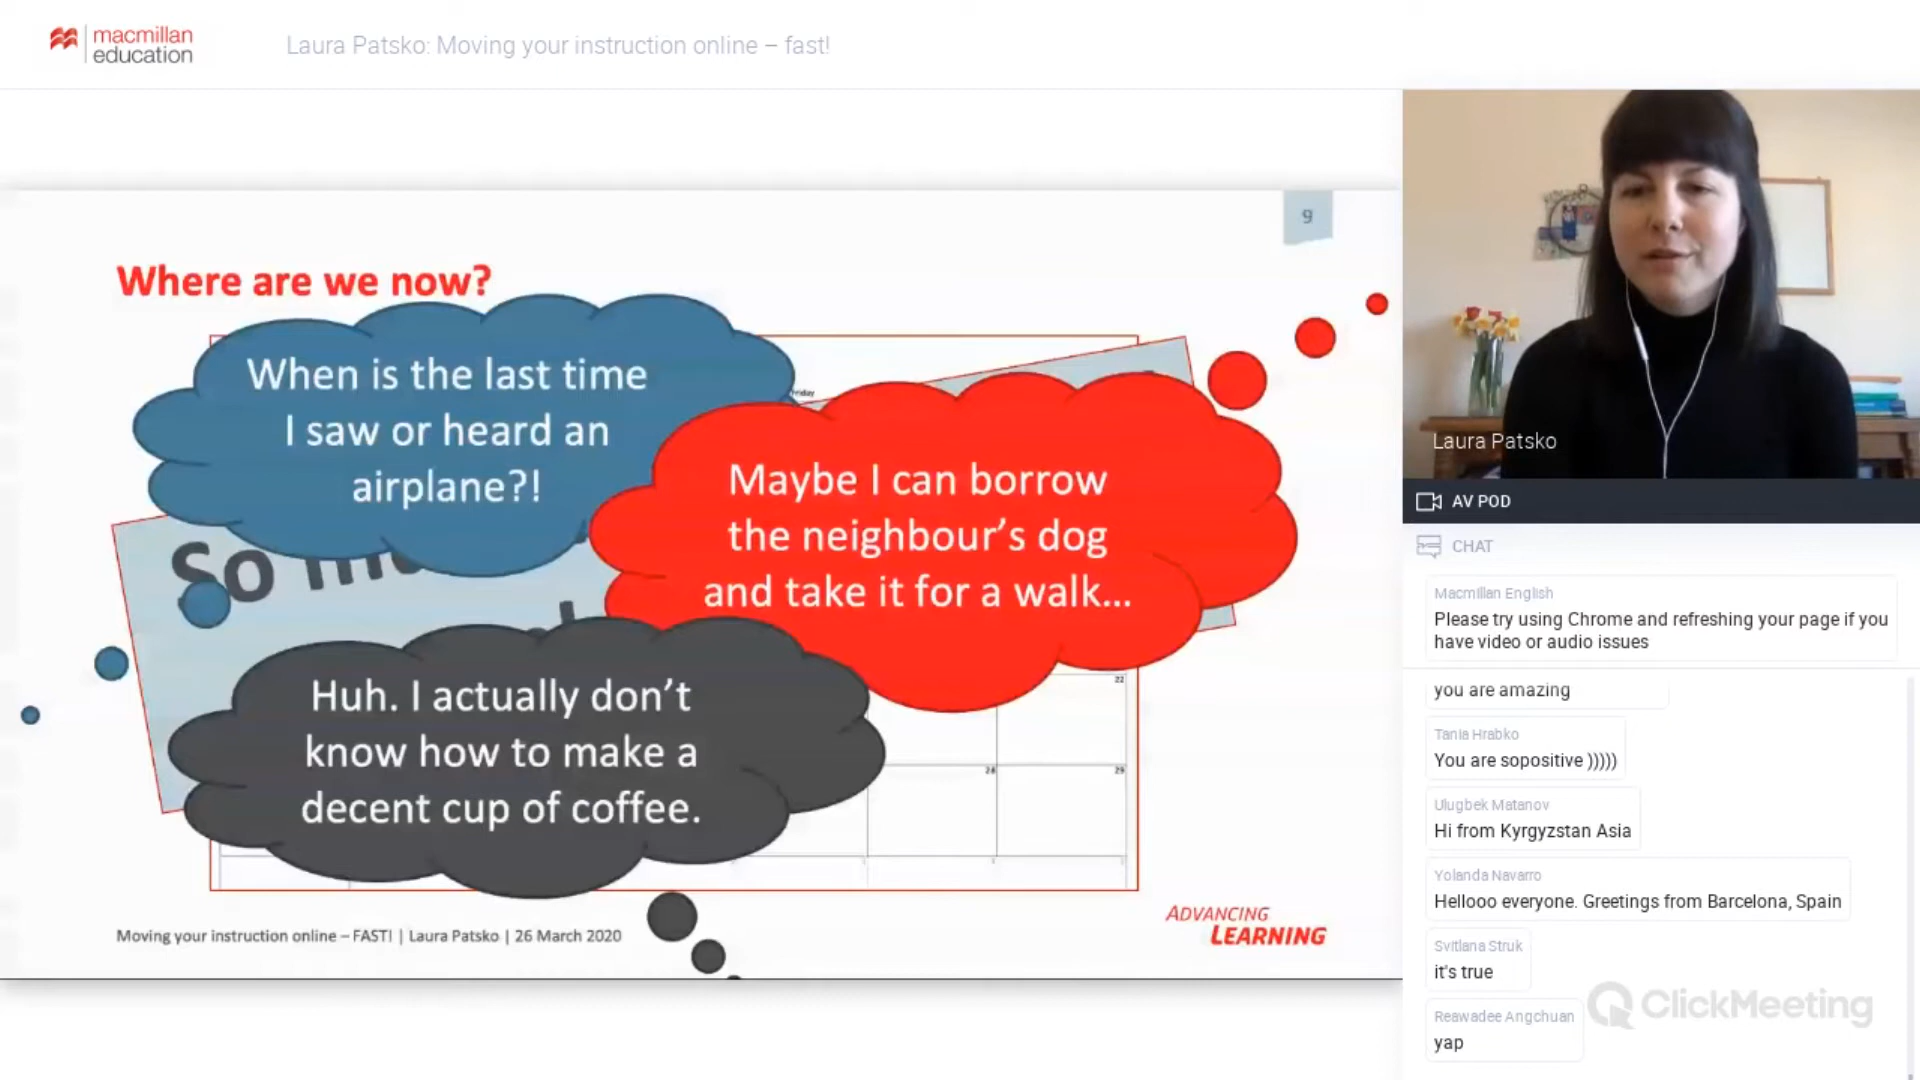 macmillan
education
Laura Patsko: Moving your instruction online – fast!
9
Where are we now?
When is the last time
I saw or heard an
airplane?!
Friday
Maybe I can borrow
the neighbour's dog
and take it for a walk...
So
Huh. I actually don't
know how to make a
decent cup of coffee.
22
28
29
Moving your instruction online – FAST! | Laura Patsko | 26 March 2020
ADVANCING
LEARNING
Laura Patsko
AV POD
CHAT
Macmillan English
Please try using Chrome and refreshing your page if you
have video or audio issues
you are amazing
Tania Hrabko
You are sopositive )))))
Ulugbek Matanov
Hi from Kyrgyzstan Asia
Yolanda Navarro
Hellooo everyone. Greetings from Barcelona, Spain
Svitlana Struk
it's true
Reawadee Angchuan
yap
ClickMeeting